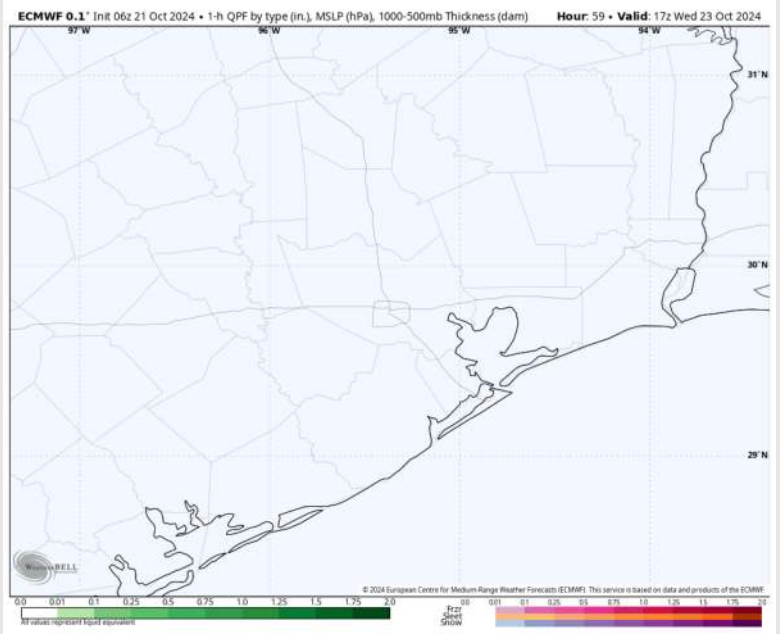 ECMWF 0.1° Init 06z 21 Oct 2024 • 1-h QPF by type (in.), MSLP (hPa), 1000-500mb Thickness (dam) Hour: 59 • Valid: 17z Wed 23 Oct 2024
97°W 96°W 95°W 94°W
31°N
30°N
29°N
WeatherBELL
© 2024 European Centre for Medium-Range Weather Forecasts (ECMWF). This service is based on data and products of the ECMWF.
0.0 0.01 0.1 0.25 0.5 0.75 1.0 1.25 1.5 1.75 2.0 0.0 0.01 0.1 0.25 0.5 0.75 1.0 1.25 1.5 1.75 2.0
Frzr
Sleet
Snow
All values represent liquid equivalent